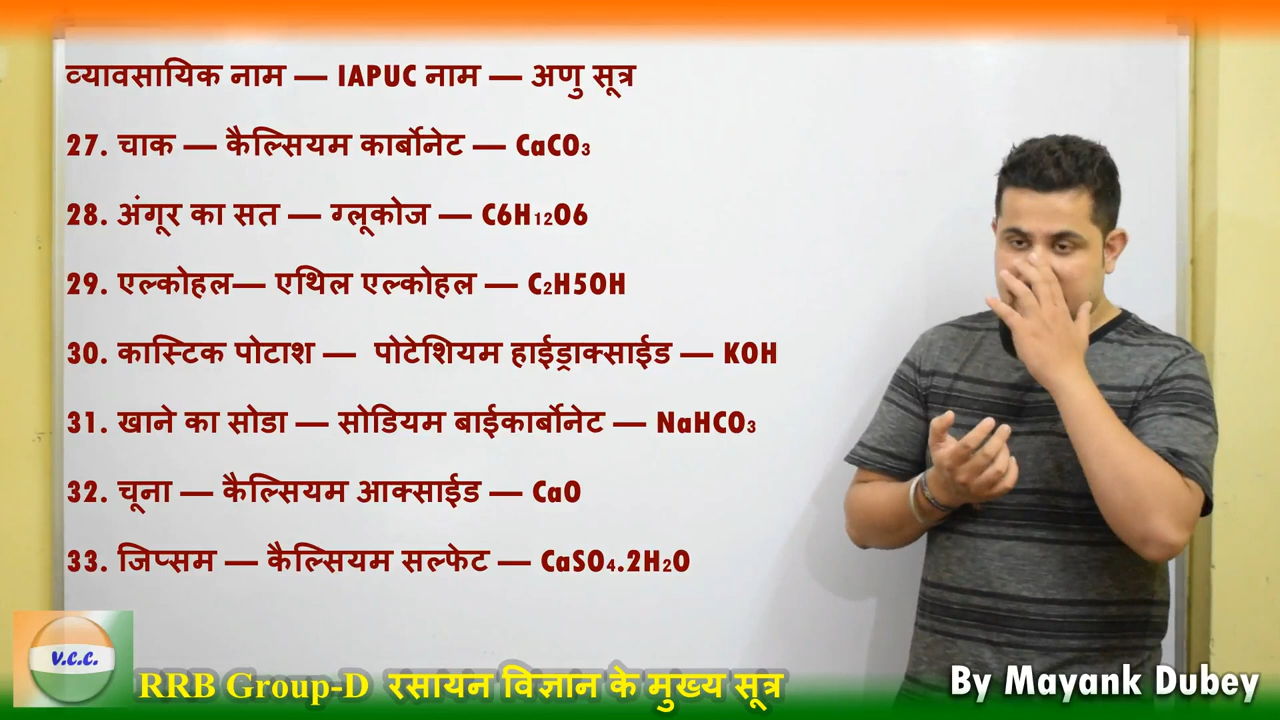 व्यावसायिक नाम — IAPUC नाम — अणु सूत्र
27. चाक — कैल्सियम कार्बोनेट — CaCO₃
28. अंगूर का सत — ग्लूकोज — C6H₁₂O6
29. एल्कोहल— एथिल एल्कोहल — C₂H5OH
30. कास्टिक पोटाश — पोटेशियम हाईड्राक्साईड — KOH
31. खाने का सोडा — सोडियम बाईकार्बोनेट — NaHCO₃
32. चूना — कैल्सियम आक्साईड — CaO
33. जिप्सम — कैल्सियम सल्फेट — CaSO₄.2H₂O
V.C.C.
RRB Group-D रसायन विज्ञान के मुख्य सूत्र
By Mayank Dubey